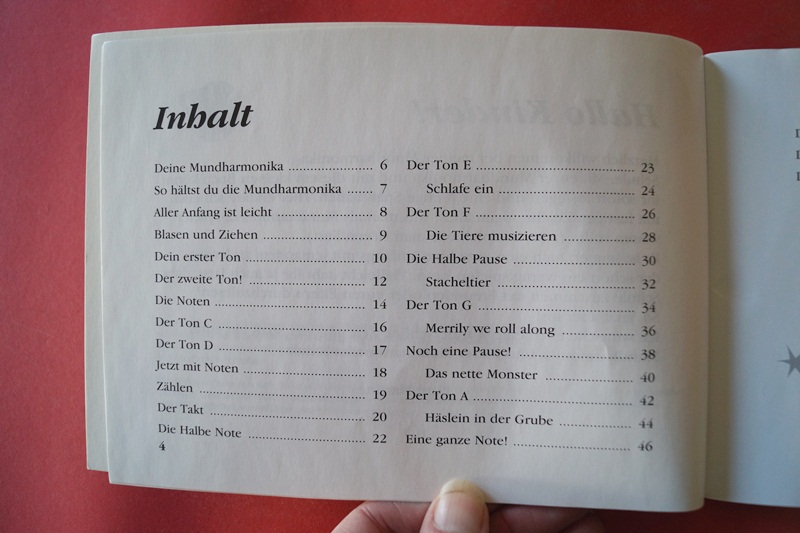 Inhalt
Deine Mundharmonika ........................ 6
So hältst du die Mundharmonika ....... 7
Aller Anfang ist leicht ........................... 8
Blasen und Ziehen ............................... 9
Dein erster Ton .................................... 10
Der zweite Ton! ................................... 12
Die Noten ............................................ 14
Der Ton C ............................................ 16
Der Ton D ............................................ 17
Jetzt mit Noten .................................... 18
Zählen ................................................. 19
Der Takt .............................................. 20
Die Halbe Note ................................... 22
4
Der Ton E ............................................ 23
Schlafe ein ...................................... 24
Der Ton F ............................................ 26
Die Tiere musizieren ..................... 28
Die Halbe Pause ................................. 30
Stacheltier ....................................... 32
Der Ton G ........................................... 34
Merrily we roll along ..................... 36
Noch eine Pause! ................................ 38
Das nette Monster .......................... 40
Der Ton A ........................................... 42
Häslein in der Grube ..................... 44
Eine ganze Note! ................................. 46